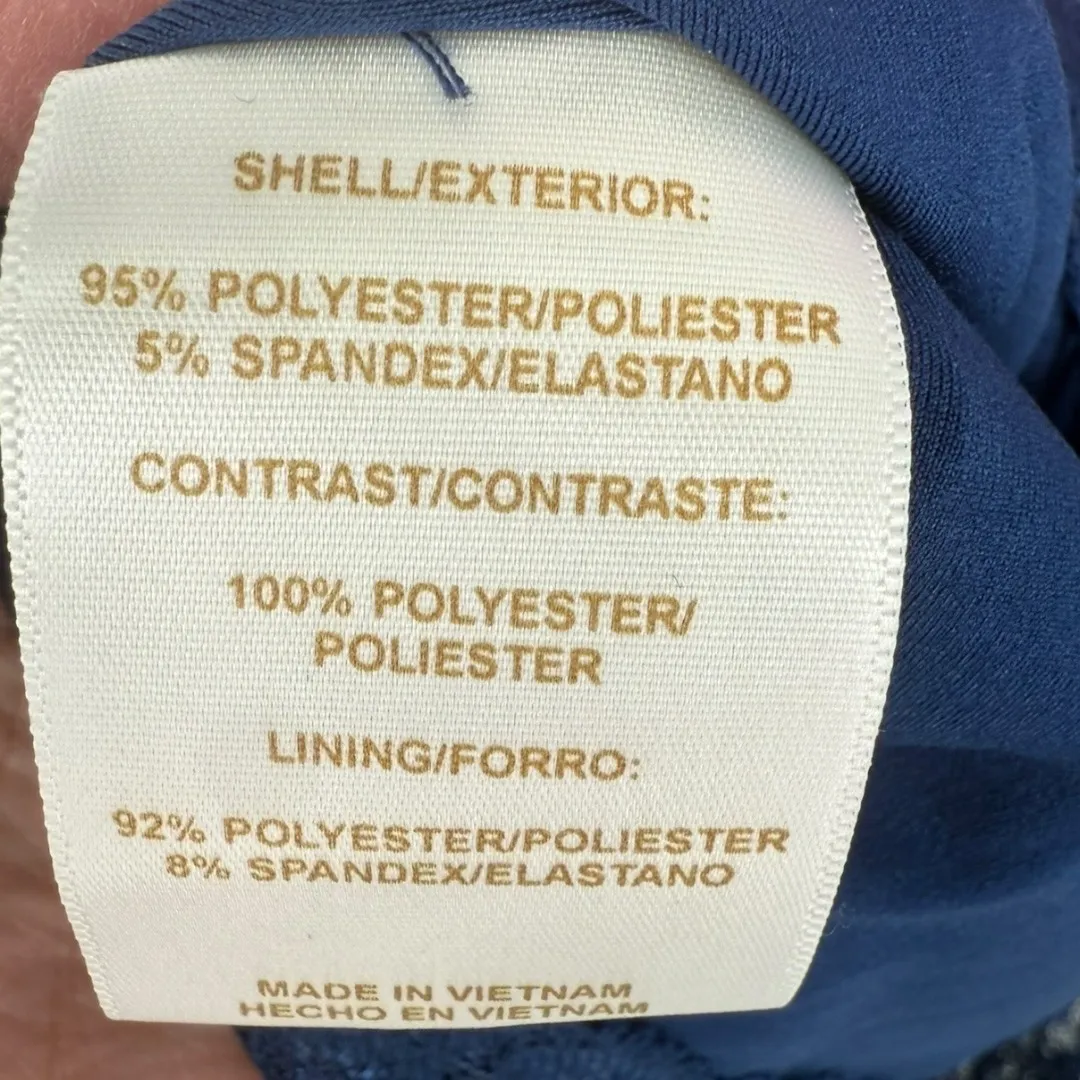 SHELL/EXTERIOR:
95% POLYESTER/POLIESTER
5% SPANDEX/ELASTANO
CONTRAST/CONTRASTE:
100% POLYESTER/
POLIESTER
LINING/FORRO:
92% POLYESTER/POLIESTER
8% SPANDEX/ELASTANO
MADE IN VIETNAM
HECHO EN VIETNAM